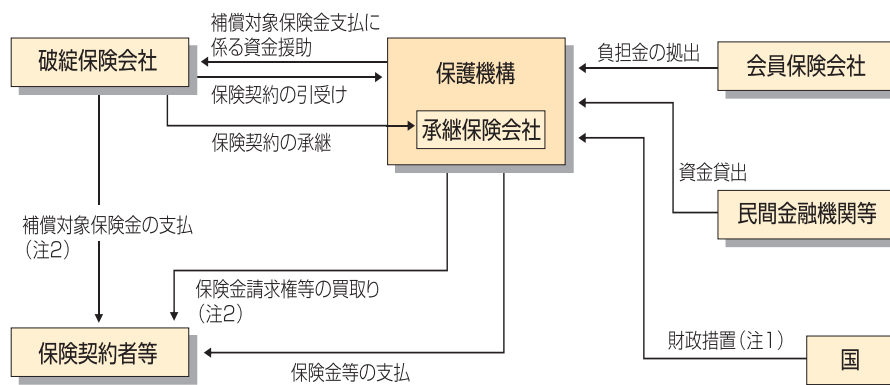 補償対象保険金支払に
係る資金援助
破綻保険会社
保護機構
負担金の拠出
会員保険会社
保険契約の引受け
承継保険会社
保険契約の承継
資金貸出
民間金融機関等
補償対象保険金の支払
（注2）
保険金請求権等の買取り
（注2）
財政措置（注1）
保険契約者等
国
保険金等の支払